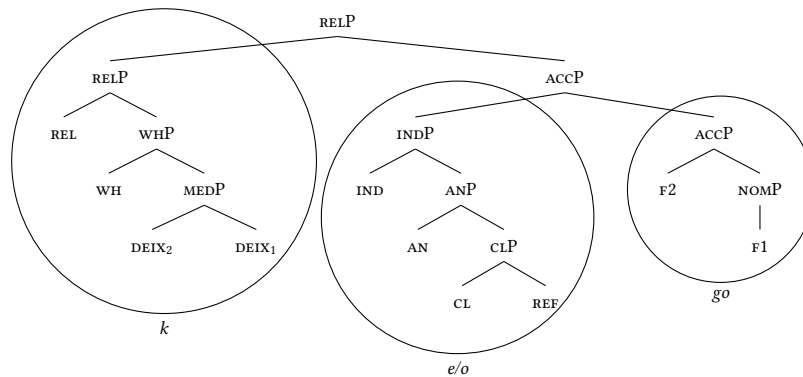 RELP
RELP ACCP
REL WHP INDP ACCP
WH MEDP IND ANP F2 NOMP
DEIX₂ DEIX₁ AN CLP F1
CL REF
go
k
e/o